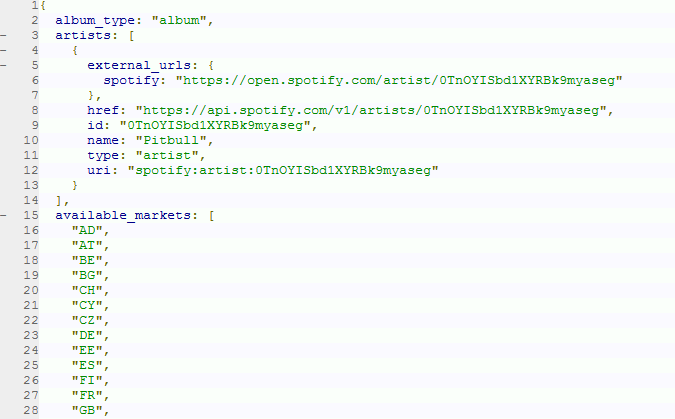 1{
2 album_type: "album",
3 artists: [
4 {
5 external_urls: {
6 spotify: "https://open.spotify.com/artist/0TnOYISbd1XYRBk9myaseg"
7 },
8 href: "https://api.spotify.com/v1/artists/0TnOYISbd1XYRBk9myaseg",
9 id: "0TnOYISbd1XYRBk9myaseg",
10 name: "Pitbull",
11 type: "artist",
12 uri: "spotify:artist:0TnOYISbd1XYRBk9myaseg"
13 }
14 ],
15 available_markets: [
16 "AD",
17 "AT",
18 "BE",
19 "BG",
20 "CH",
21 "CY",
22 "CZ",
23 "DE",
24 "EE",
25 "ES",
26 "FI",
27 "FR",
28 "GB",